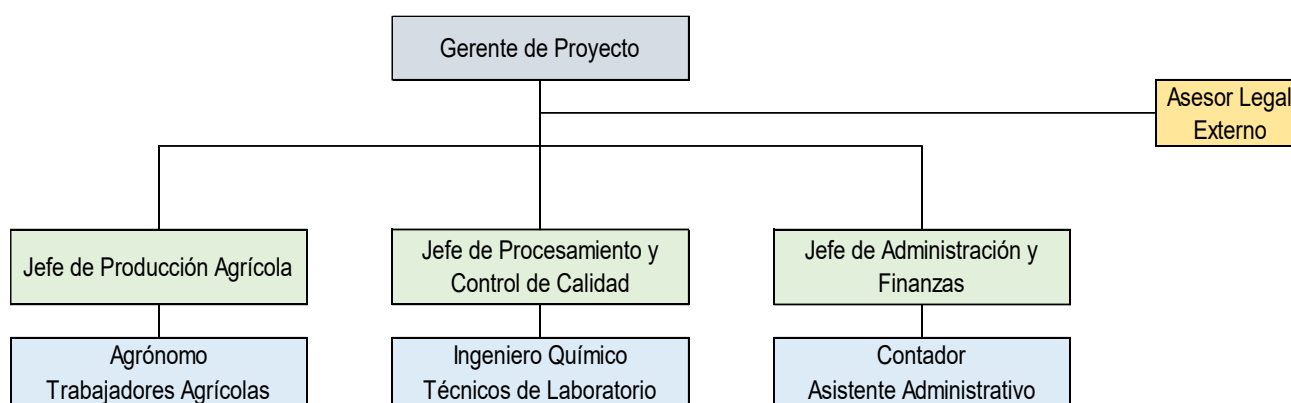 Gerente de Proyecto
Asesor Legal
Externo
Jefe de Producción Agrícola
Jefe de Procesamiento y
Control de Calidad
Jefe de Administración y
Finanzas
Agrónomo
Trabajadores Agrícolas
Ingeniero Químico
Técnicos de Laboratorio
Contador
Asistente Administrativo